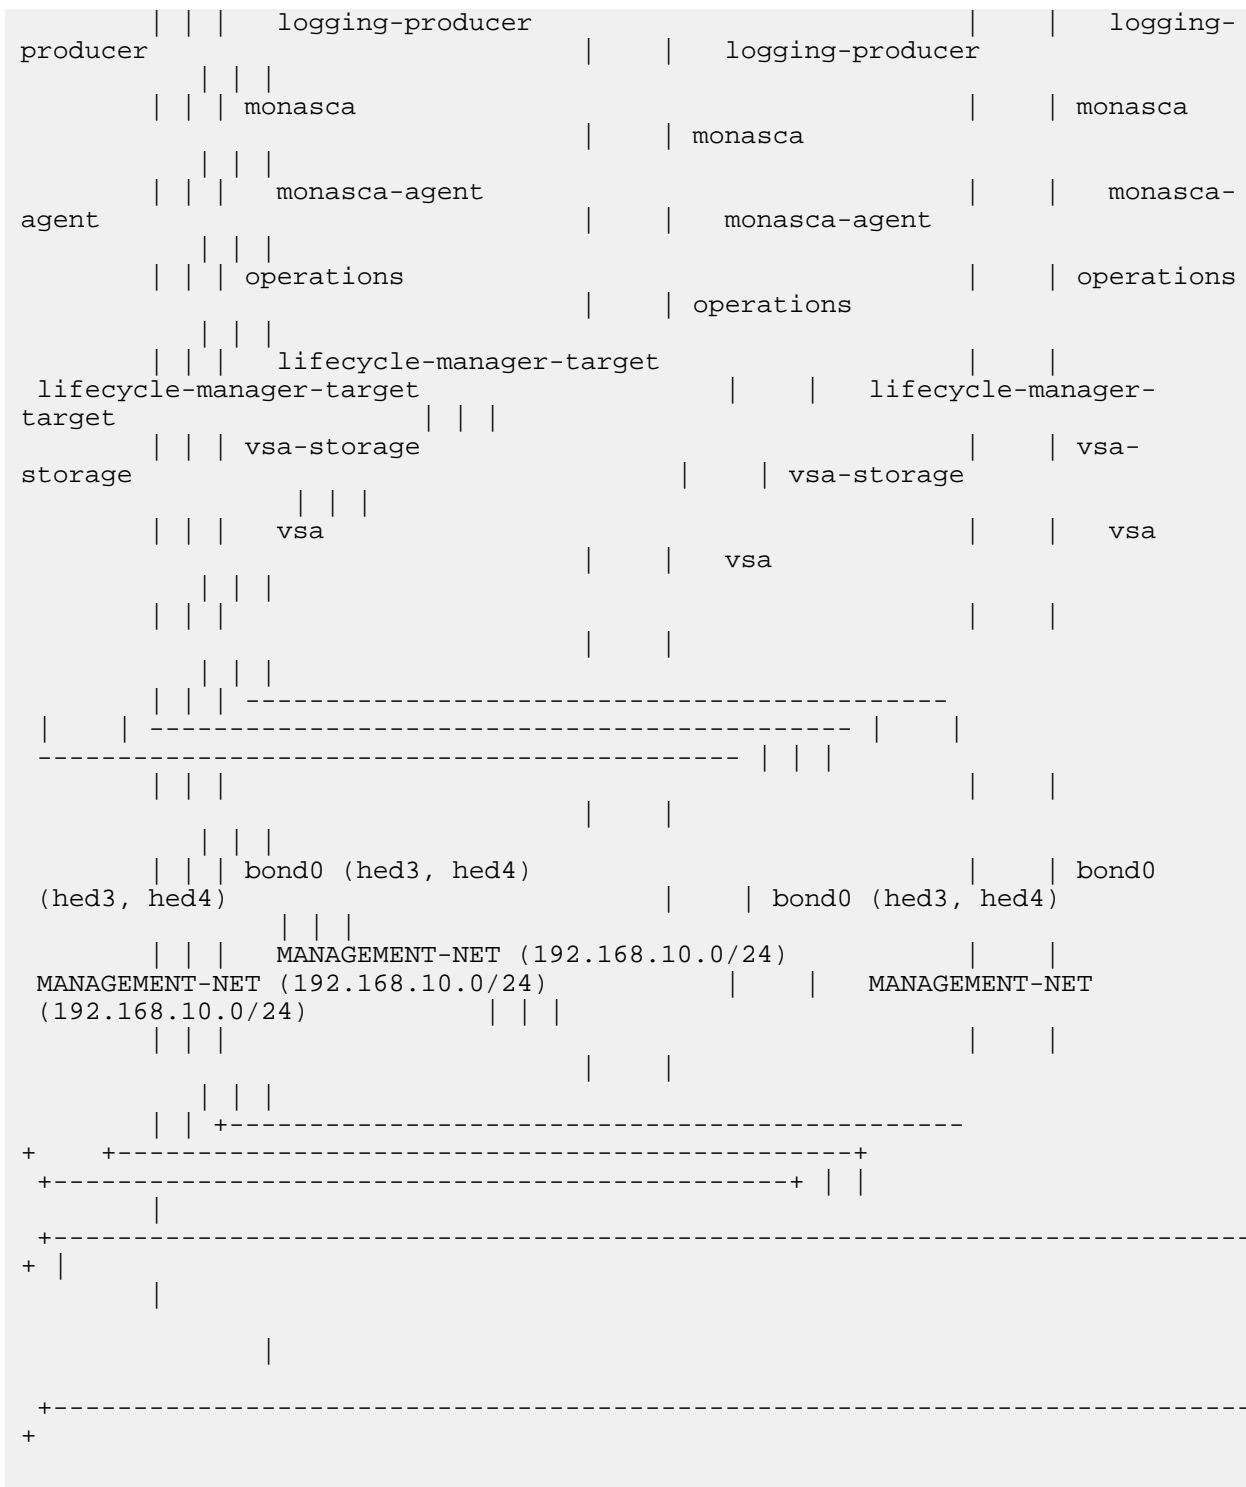 | | |   logging-producer                           |    |   logging-
producer                            |    |   logging-producer
            | | |
         | | | monasca                                      |    | monasca
                                    |    | monasca
            | | |
         | | |   monasca-agent                              |    |   monasca-
agent                               |    |   monasca-agent
            | | |
         | | | operations                                   |    | operations
                                    |    | operations
            | | |
         | | |   lifecycle-manager-target                   |    |
 lifecycle-manager-target                    |    |   lifecycle-manager-
target                    | | |
         | | | vsa-storage                                  |    | vsa-
storage                                   |    | vsa-storage
                  | | |
         | | |   vsa                                        |    |   vsa
                                    |    |   vsa
            | | |
         | | |                                              |    |
                                    |    |
            | | |
         | | | --------------------------------------------
 |    | -------------------------------------------- |    |
 -------------------------------------------- | | |
         | | |                                              |    |
                                    |    |
            | | |
         | | | bond0 (hed3, hed4)                           |    | bond0
 (hed3, hed4)                            |    | bond0 (hed3, hed4)
                 | | |
         | | |   MANAGEMENT-NET (192.168.10.0/24)           |    |
 MANAGEMENT-NET (192.168.10.0/24)            |    |   MANAGEMENT-NET
 (192.168.10.0/24)            | | |
         | | |                                              |    |
                                    |    |
            | | |
         | | +----------------------------------------------
+    +----------------------------------------------+
 +----------------------------------------------+ | |
         |
 +---------------------------------------------------------------------------
+ |
         |
                |
 +---------------------------------------------------------------------------
+